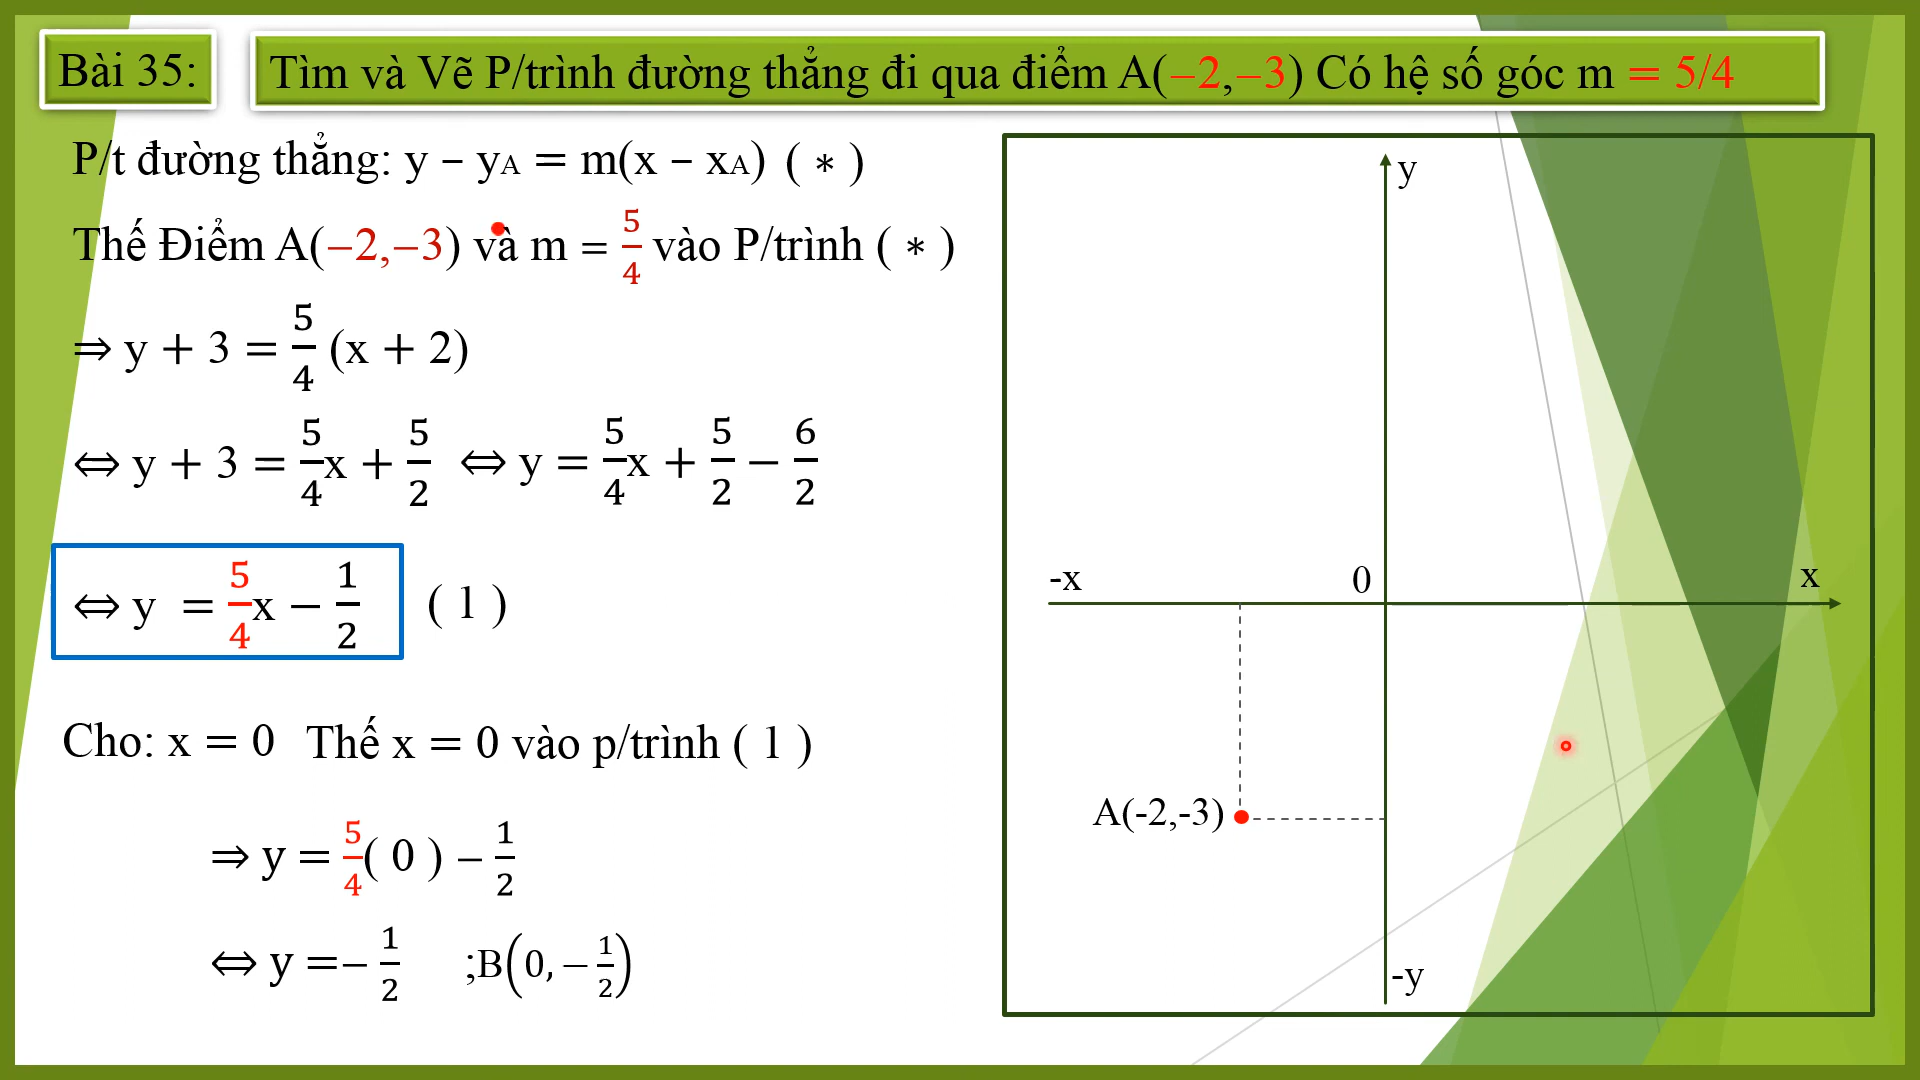 Bài 35:
Tìm và Vẽ P/trình đường thẳng đi qua điểm A(−2,−3) Có hệ số góc m = 5/4
P/t đường thẳng: y – yA = m(x – xA) ( * )
Thế Điểm A(−2,−3) và m = 5/4 vào P/trình ( * )
⇒ y + 3 = 5/4 (x + 2)
⇔ y + 3 = 5/4x + 5/2 ⇔ y = 5/4x + 5/2 − 6/2
⇔ y = 5/4x − 1/2 ( 1 )
Cho: x = 0 Thế x = 0 vào p/trình ( 1 )
⇒ y = 5/4( 0 ) − 1/2
⇔ y =− 1/2 ;B(0, − 1/2)
y
-x
0
x
A(-2,-3)
-y